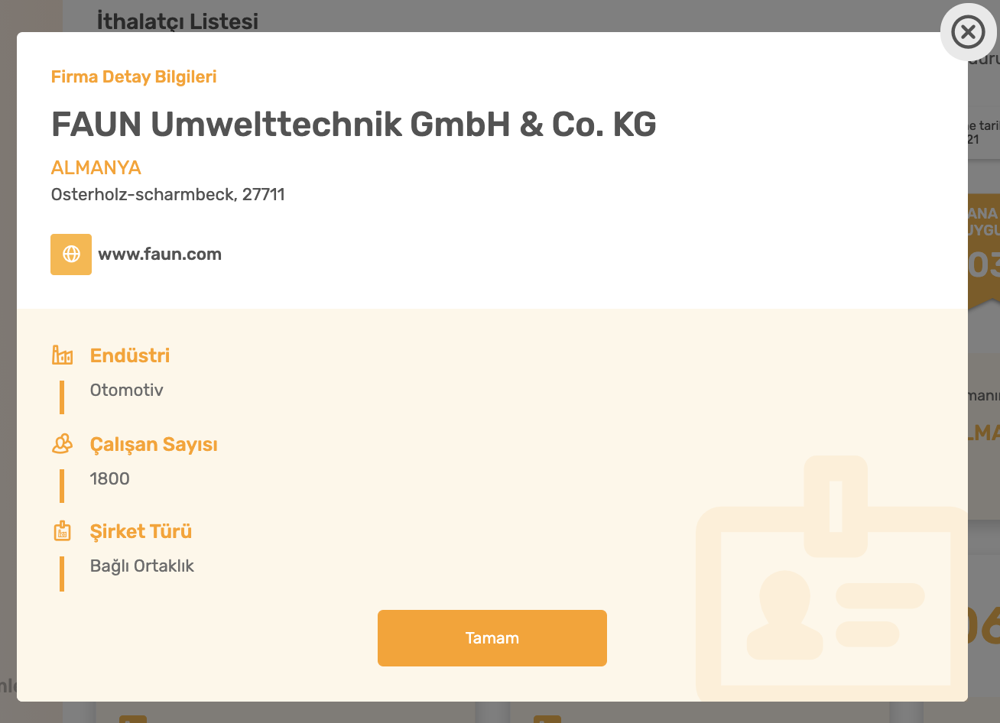 İthalatçı Listesi
Firma Detay Bilgileri
FAUN Umwelttechnik GmbH & Co. KG
ALMANYA
Osterholz-scharmbeck, 27711
www.faun.com
Endüstri
Otomotiv
Çalışan Sayısı
1800
Şirket Türü
Bağlı Ortaklık
Tamam